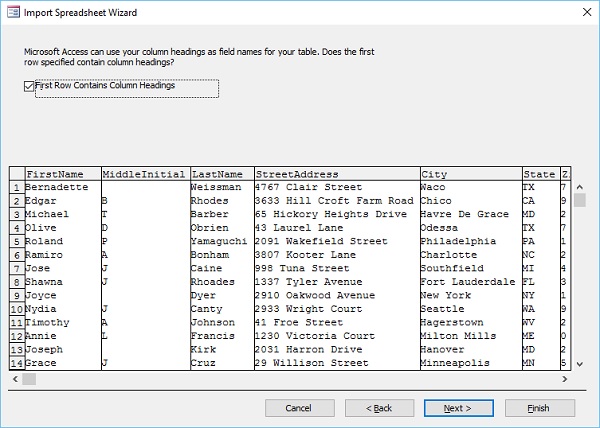 Import Spreadsheet Wizard
Microsoft Access can use your column headings as field names for your table. Does the first
row specified contain column headings?
First Row Contains Column Headings
FirstName MiddleInitial LastName StreetAddress City State Z
1 Bernadette Weissman 4767 Clair Street Waco TX 7
2 Edgar B Rhodes 3633 Hill Croft Farm Road Chico CA 9
3 Michael T Barber 65 Hickory Heights Drive Havre De Grace MD 2
4 Olive D Obrien 43 Laurel Lane Odessa TX 7
5 Roland P Yamaguchi 2091 Wakefield Street Philadelphia PA 1
6 Ramiro A Bonham 3807 Kooter Lane Charlotte NC 2
7 Jose J Caine 998 Tuna Street Southfield MI 4
8 Shawna J Rhoades 1337 Tyler Avenue Fort Lauderdale FL 3
9 Joyce Dyer 2910 Oakwood Avenue New York NY 1
10 Nydia J Canty 2933 Wright Court Seattle WA 9
11 Timothy A Johnson 41 Froe Street Hagerstown WV 2
12 Annie L Francis 1230 Victoria Court Milton Mills ME 0
13 Joseph Kirk 2031 Harron Drive Hanover MD 2
14 Grace J Cruz 29 Willison Street Minneapolis MN 5
Cancel < Back Next > Finish